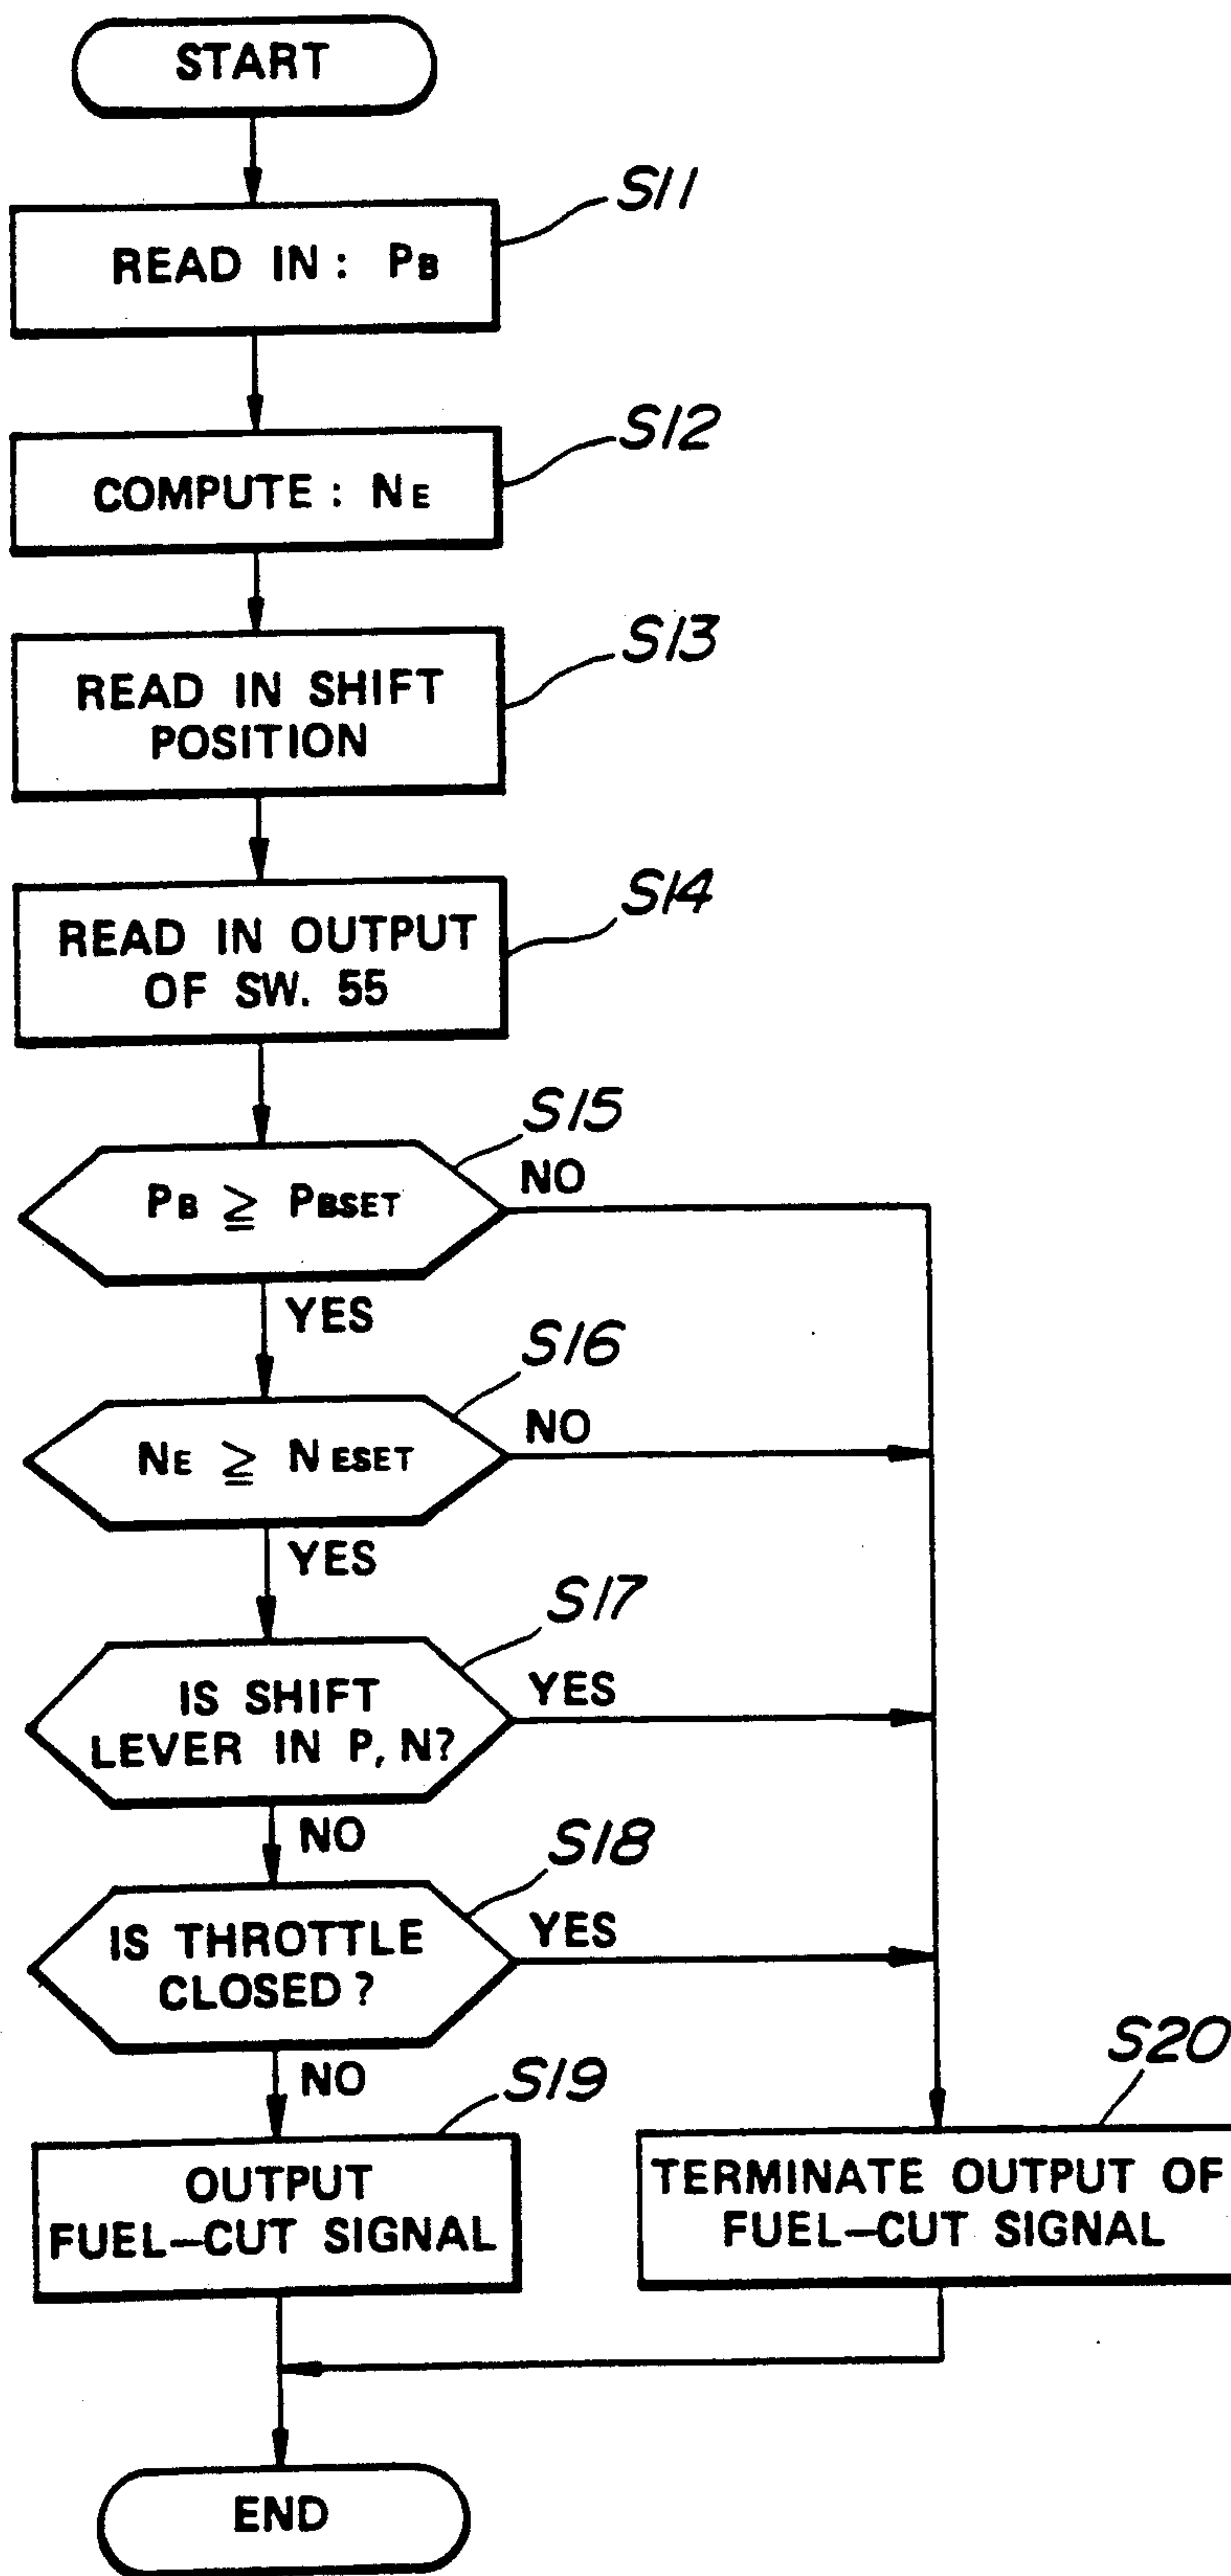 START
S11
READ IN : PB
S12
COMPUTE : NE
S13
READ IN SHIFT
POSITION
S14
READ IN OUTPUT
OF SW. 55
S15
PB ≧ PBSET
NO
YES
S16
NE ≧ NESET
NO
YES
S17
IS SHIFT
LEVER IN P, N?
YES
NO
S18
IS THROTTLE
CLOSED ?
YES
NO
S19
OUTPUT
FUEL-CUT SIGNAL
S20
TERMINATE OUTPUT OF
FUEL-CUT SIGNAL
END